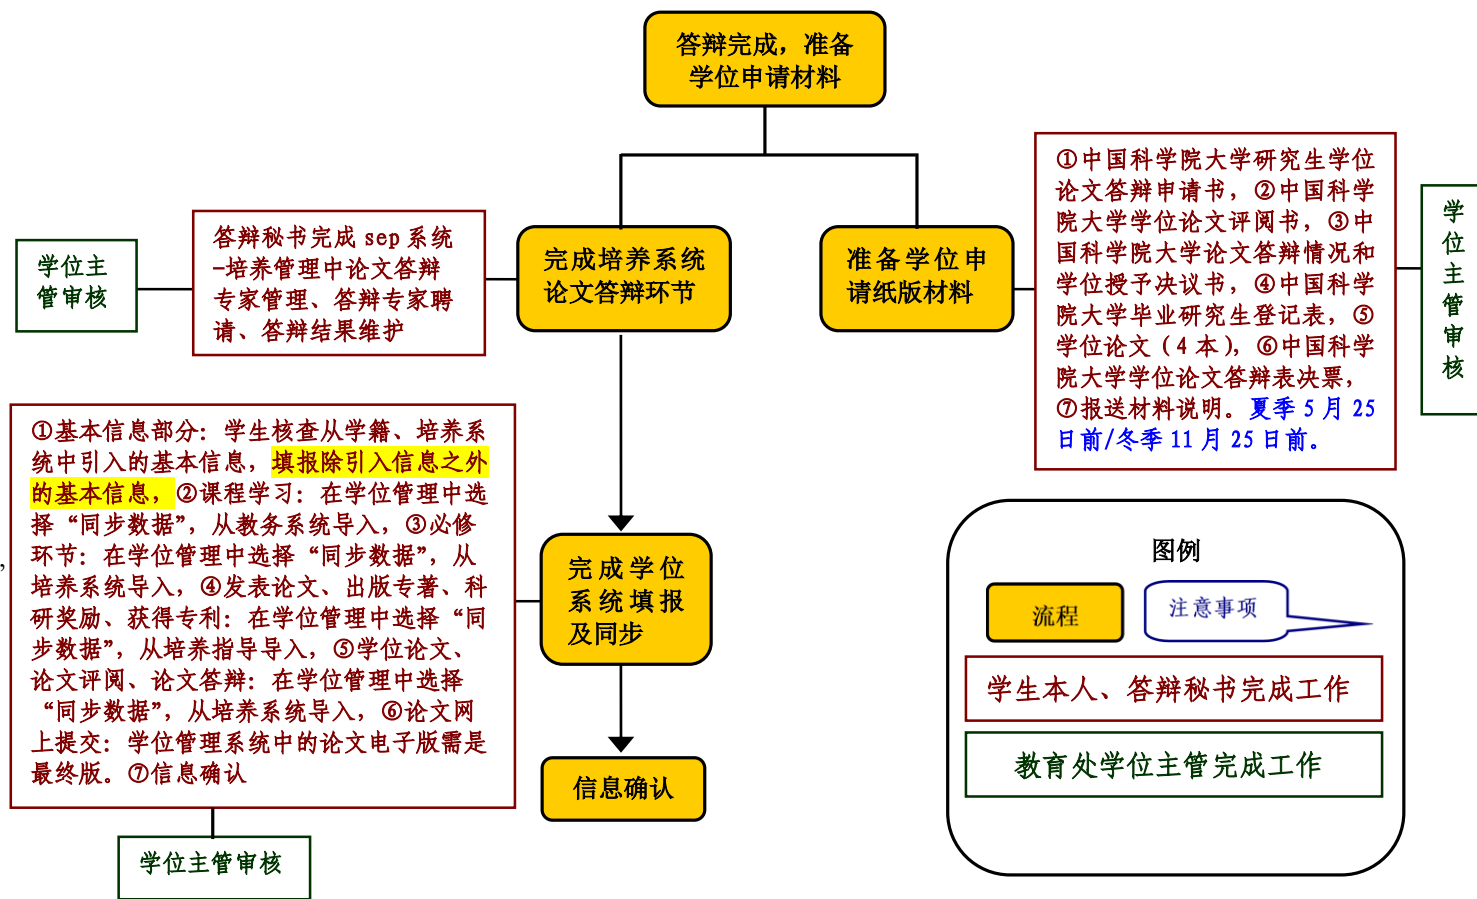 答辩完成，准备
学位申请材料
①中国科学院大学研究生学位
论文答辩申请书，②中国科学
院大学学位论文评阅书，③中
国科学院大学论文答辩情况和
学位授予决议书，④中国科学
院大学毕业研究生登记表，⑤
学位论文（4 本），⑥中国科学
院大学学位论文答辩表决票，
⑦报送材料说明。夏季 5 月 25
日前/冬季 11 月 25 日前。
学
位
主
管
审
核
学位主
管审核
答辩秘书完成 sep 系统
-培养管理中论文答辩
专家管理、答辩专家聘
请、答辩结果维护
完成培养系统
论文答辩环节
准备学位申
请纸版材料
①基本信息部分：学生核查从学籍、培养系
统中引入的基本信息，填报除引入信息之外
的基本信息，②课程学习：在学位管理中选
择“同步数据”，从教务系统导入，③必修
环节：在学位管理中选择“同步数据”，从
培养系统导入，④发表论文、出版专著、科
研奖励、获得专利：在学位管理中选择“同
步数据”，从培养指导导入，⑤学位论文、
论文评阅、论文答辩：在学位管理中选择
“同步数据”，从培养系统导入，⑥论文网
上提交：学位管理系统中的论文电子版需是
最终版。⑦信息确认
，
完成学位
系统填报
及同步
信息确认
学位主管审核
图例
流程
注意事项
学生本人、答辩秘书完成工作
教育处学位主管完成工作